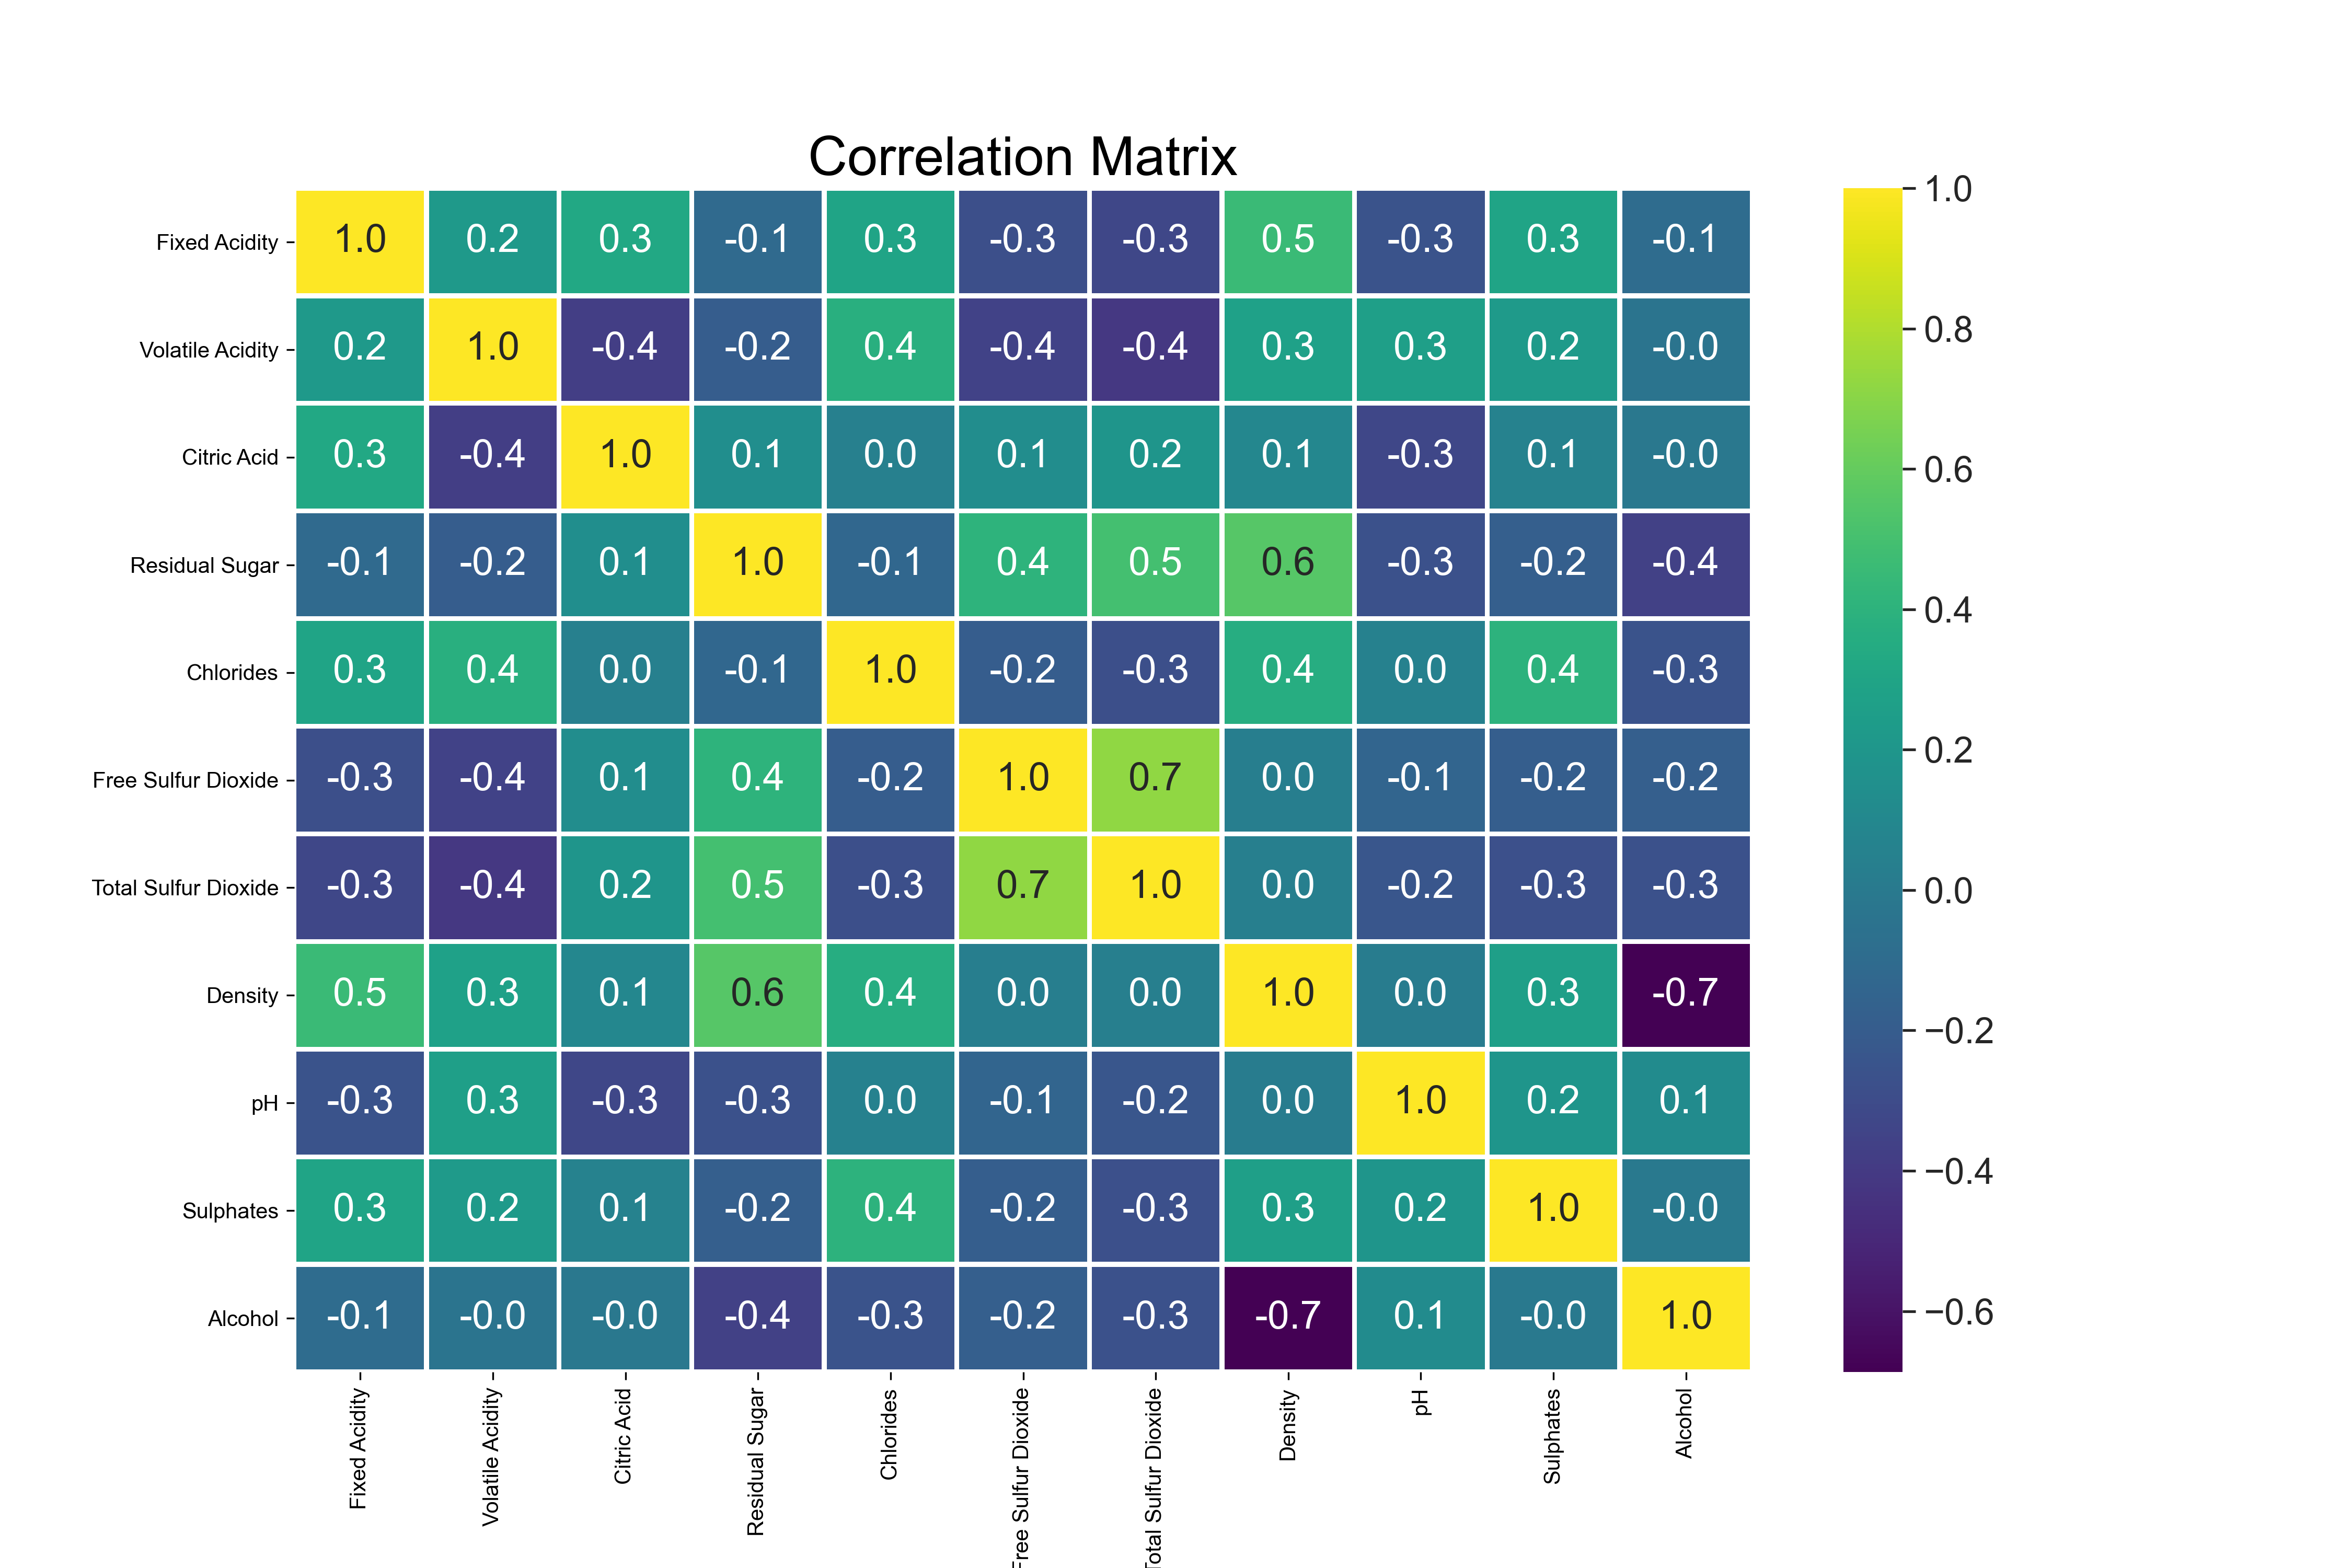 Correlation Matrix
Fixed Acidity 1.0 0.2 0.3 -0.1 0.3 -0.3 -0.3 0.5 -0.3 0.3 -0.1
Volatile Acidity 0.2 1.0 -0.4 -0.2 0.4 -0.4 -0.4 0.3 0.3 0.2 -0.0
Citric Acid 0.3 -0.4 1.0 0.1 0.0 0.1 0.2 0.1 -0.3 0.1 -0.0
Residual Sugar -0.1 -0.2 0.1 1.0 -0.1 0.4 0.5 0.6 -0.3 -0.2 -0.4
Chlorides 0.3 0.4 0.0 -0.1 1.0 -0.2 -0.3 0.4 0.0 0.4 -0.3
Free Sulfur Dioxide -0.3 -0.4 0.1 0.4 -0.2 1.0 0.7 0.0 -0.1 -0.2 -0.2
Total Sulfur Dioxide -0.3 -0.4 0.2 0.5 -0.3 0.7 1.0 0.0 -0.2 -0.3 -0.3
Density 0.5 0.3 0.1 0.6 0.4 0.0 0.0 1.0 0.0 0.3 -0.7
pH -0.3 0.3 -0.3 -0.3 0.0 -0.1 -0.2 0.0 1.0 0.2 0.1
Sulphates 0.3 0.2 0.1 -0.2 0.4 -0.2 -0.3 0.3 0.2 1.0 -0.0
Alcohol -0.1 -0.0 -0.0 -0.4 -0.3 -0.2 -0.3 -0.7 0.1 -0.0 1.0
Fixed Acidity
Volatile Acidity
Citric Acid
Residual Sugar
Chlorides
Free Sulfur Dioxide
Total Sulfur Dioxide
Density
pH
Sulphates
Alcohol
1.0
0.8
0.6
0.4
0.2
0.0
−0.2
−0.4
−0.6